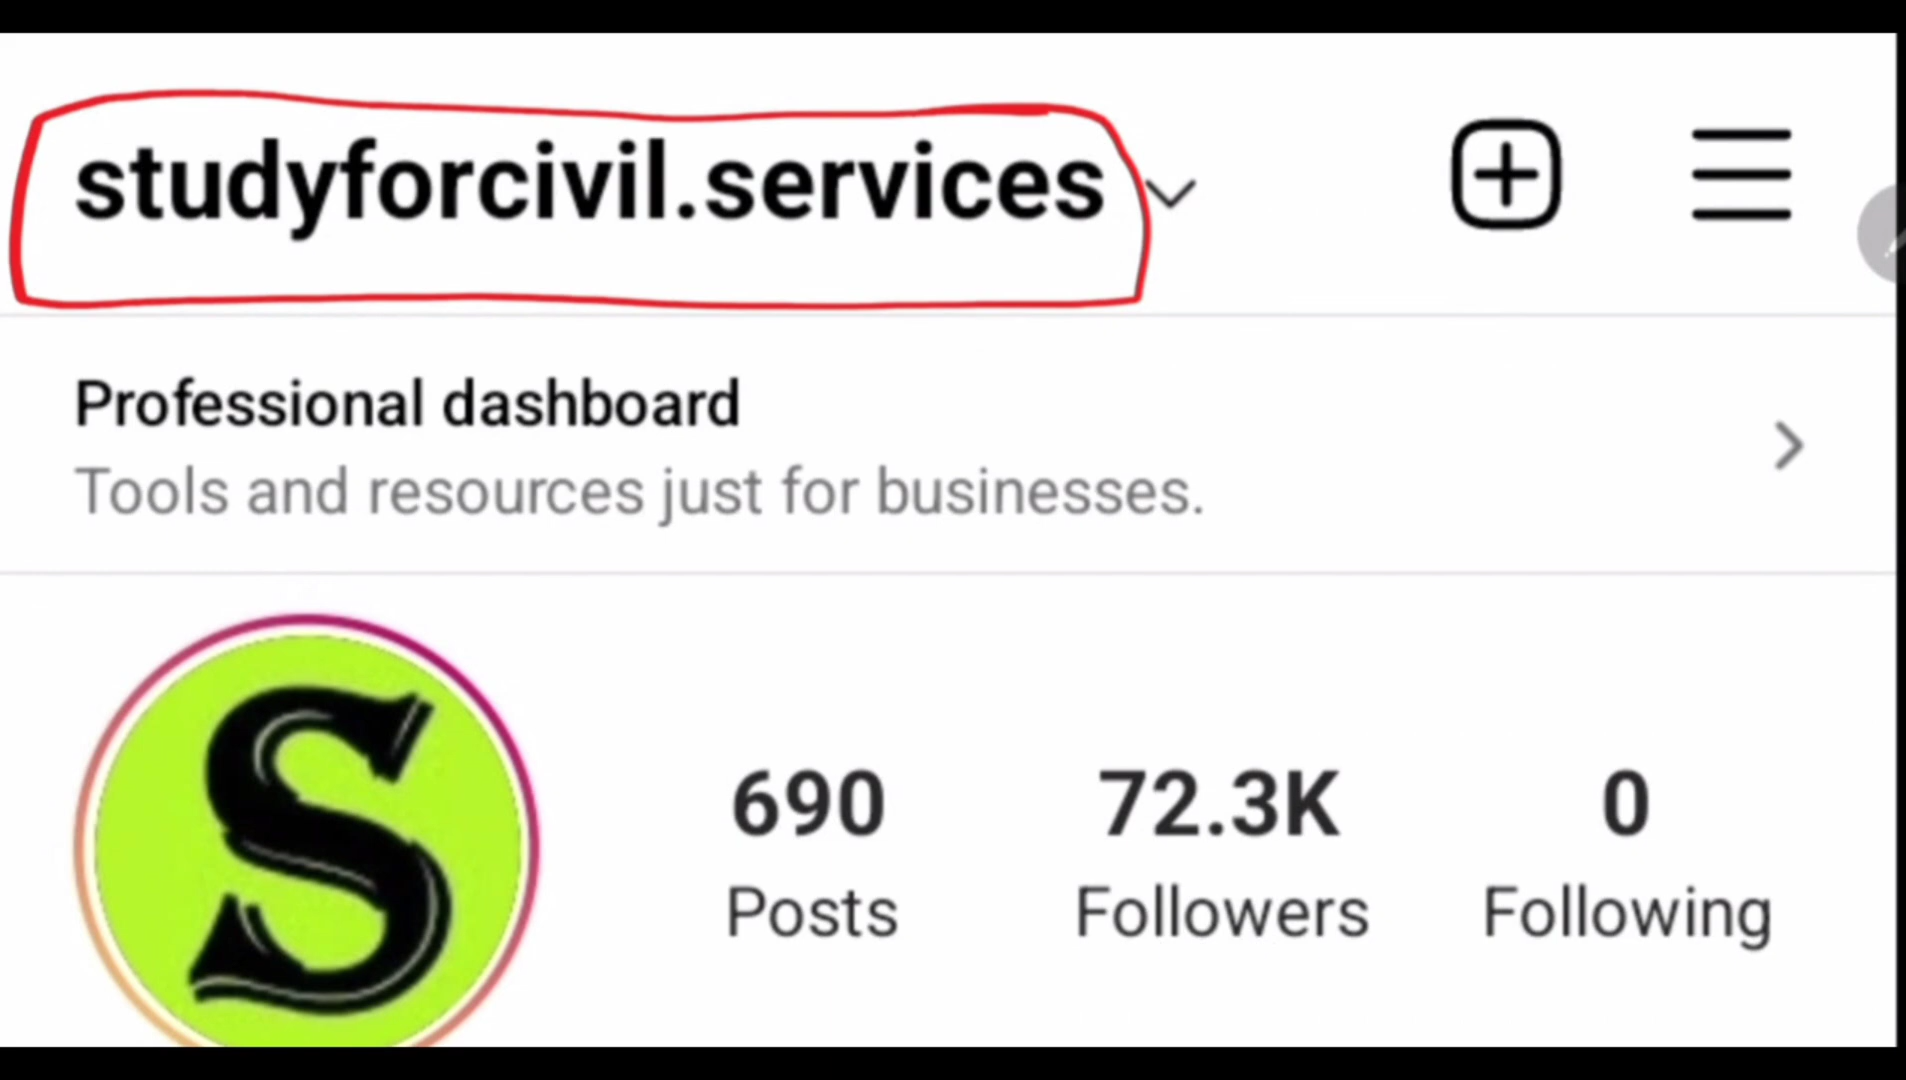 studyforcivil.services
Professional dashboard
Tools and resources just for businesses.
S
690 72.3K 0
Posts Followers Following